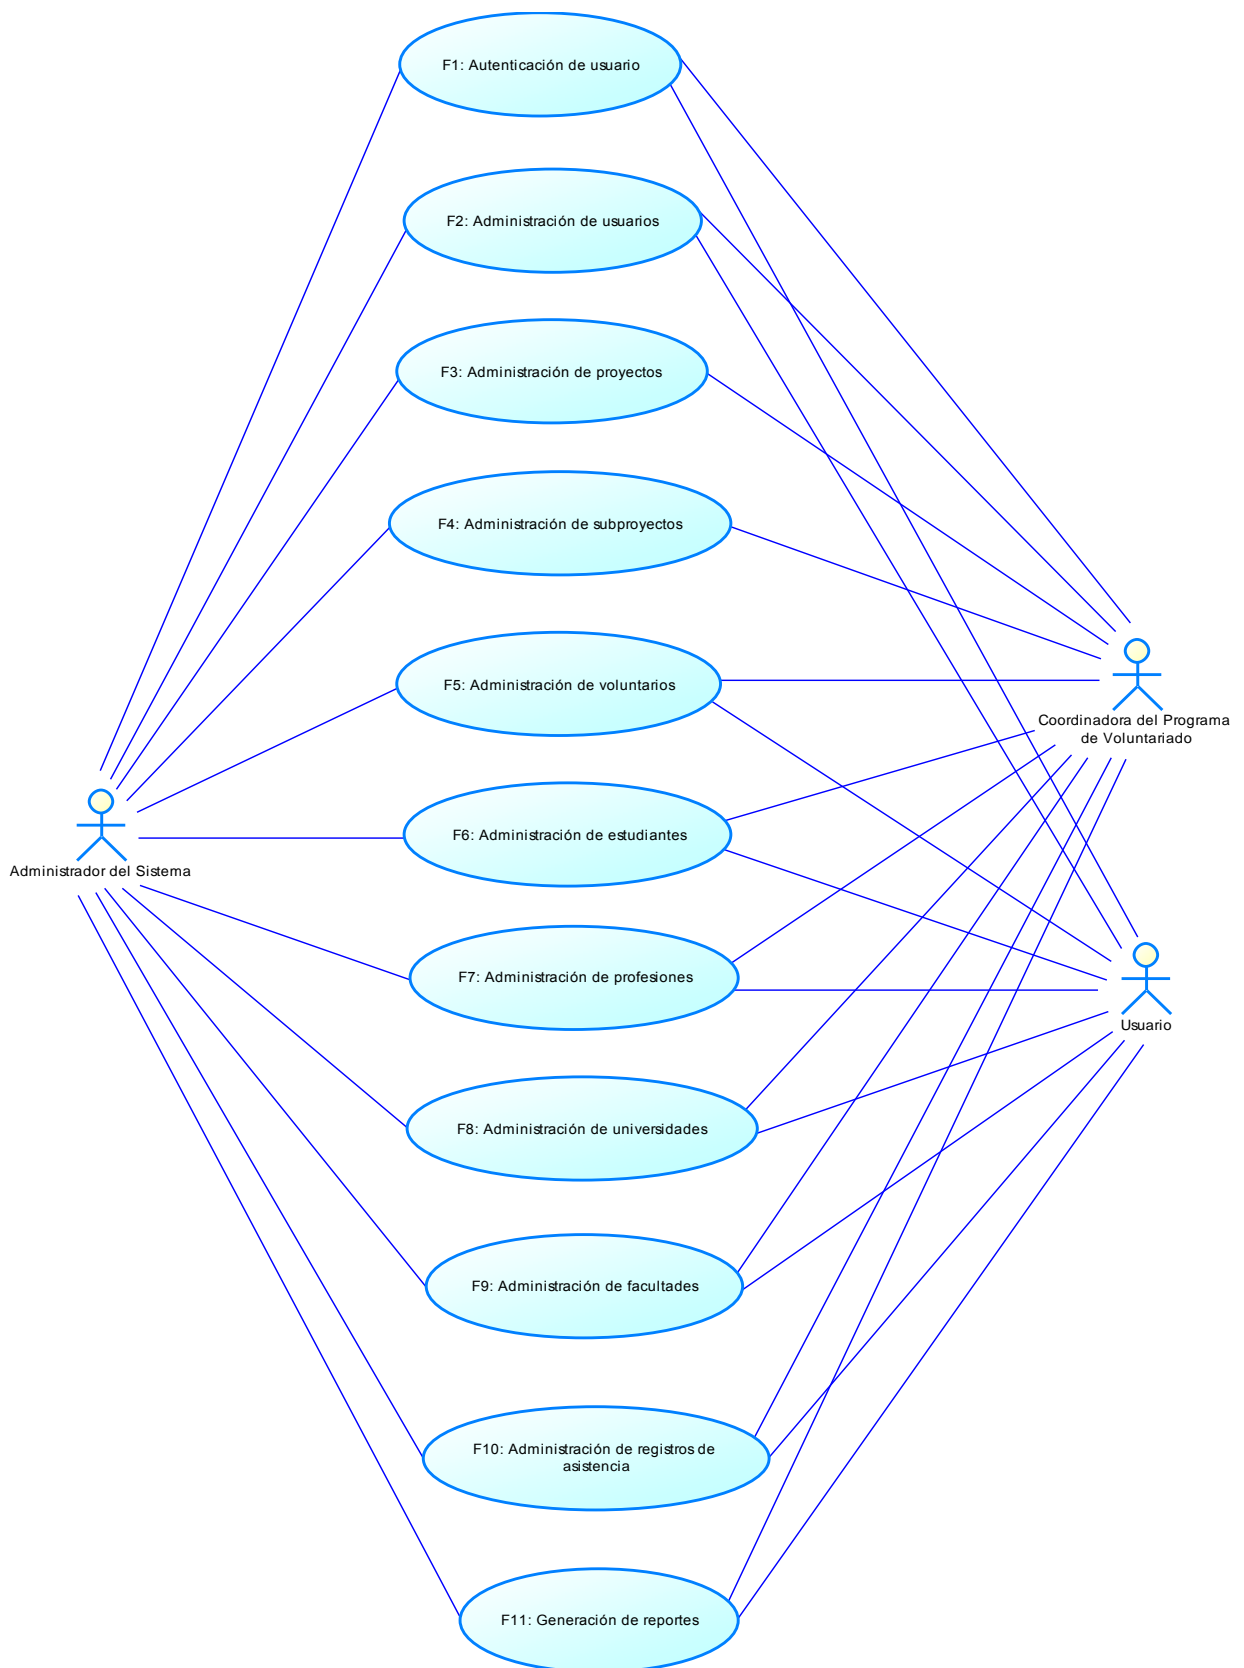 F1: Autenticación de usuario
F2: Administración de usuarios
F3: Administración de proyectos
F4: Administración de subproyectos
F5: Administración de voluntarios
Coordinadora del Programa
de Voluntariado
F6: Administración de estudiantes
Administrador del Sistema
F7: Administración de profesiones
Usuario
F8: Administración de universidades
F9: Administración de facultades
F10: Administración de registros de
asistencia
F11: Generación de reportes